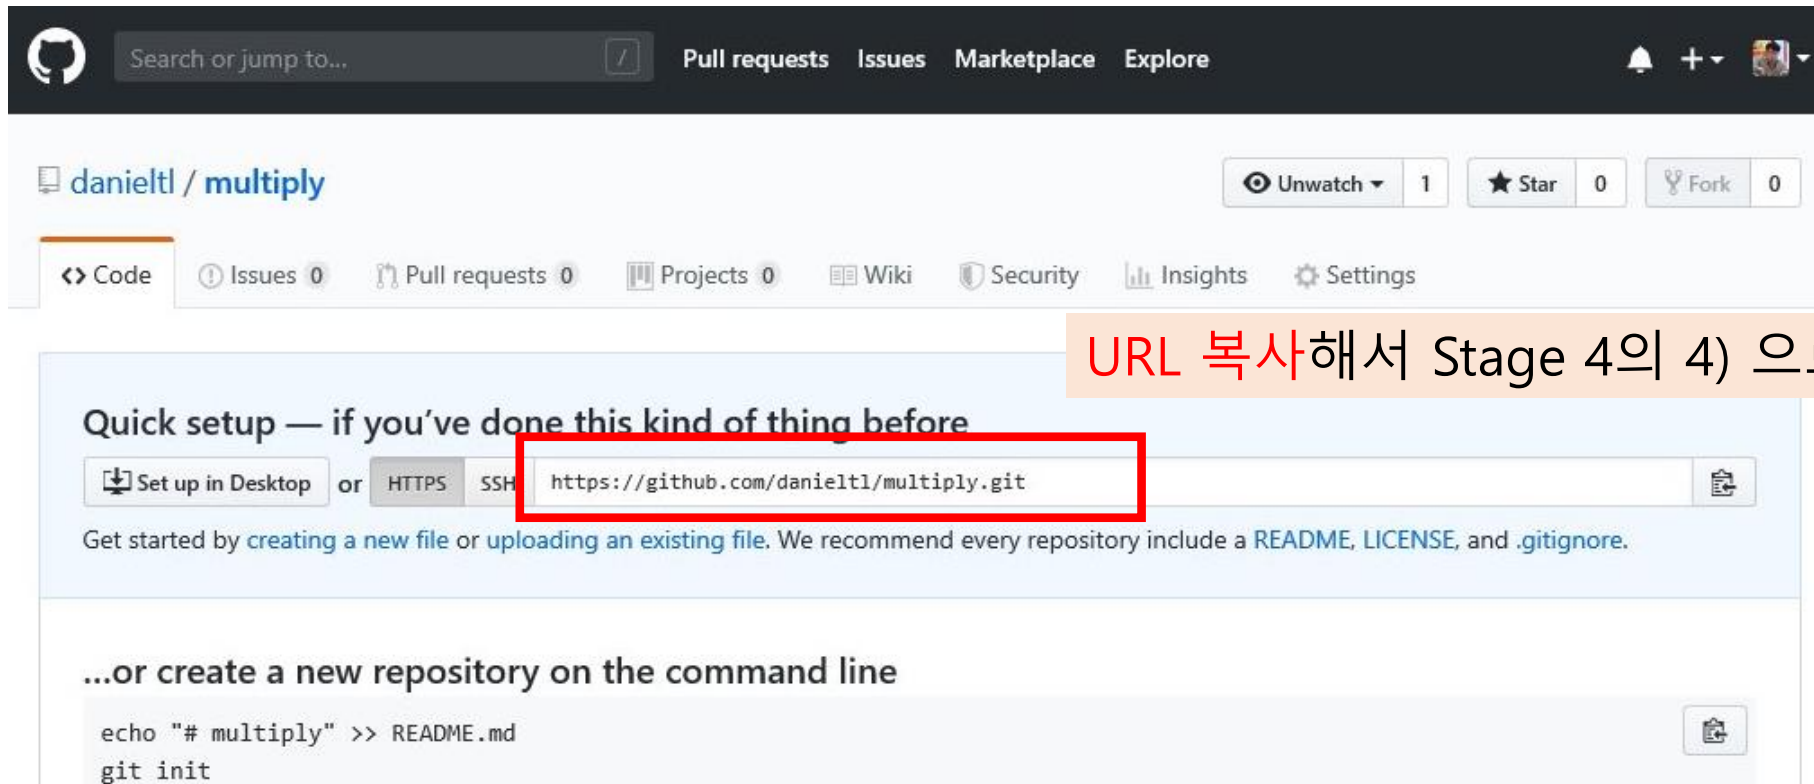 Search or jump to... / Pull requests Issues Marketplace Explore
danieltl / multiply Unwatch 1 Star 0 Fork 0
Code Issues 0 Pull requests 0 Projects 0 Wiki Security Insights Settings
URL 복사해서 Stage 4의 4)
Quick setup — if you’ve done this kind of thing before
Set up in Desktop or HTTPS SSH https://github.com/danieltl/multiply.git
Get started by creating a new file or uploading an existing file. We recommend every repository include a README, LICENSE, and .gitignore.
...or create a new repository on the command line
echo "# multiply" >> README.md
git init